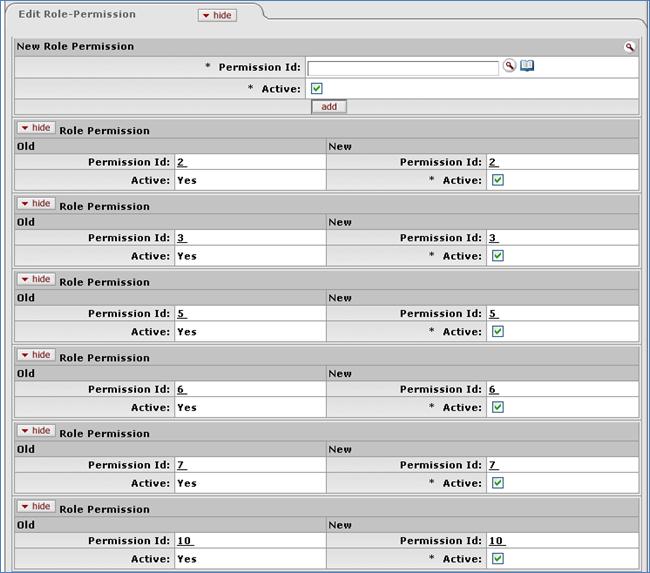 Edit Role-Permission hide
New Role Permission
* Permission Id:
* Active:
add
hide Role Permission
Old New
Permission Id: 2 Permission Id: 2
Active: Yes * Active:
hide Role Permission
Old New
Permission Id: 3 Permission Id: 3
Active: Yes * Active:
hide Role Permission
Old New
Permission Id: 5 Permission Id: 5
Active: Yes * Active:
hide Role Permission
Old New
Permission Id: 6 Permission Id: 6
Active: Yes * Active:
hide Role Permission
Old New
Permission Id: 7 Permission Id: 7
Active: Yes * Active:
hide Role Permission
Old New
Permission Id: 10 Permission Id: 10
Active: Yes * Active: